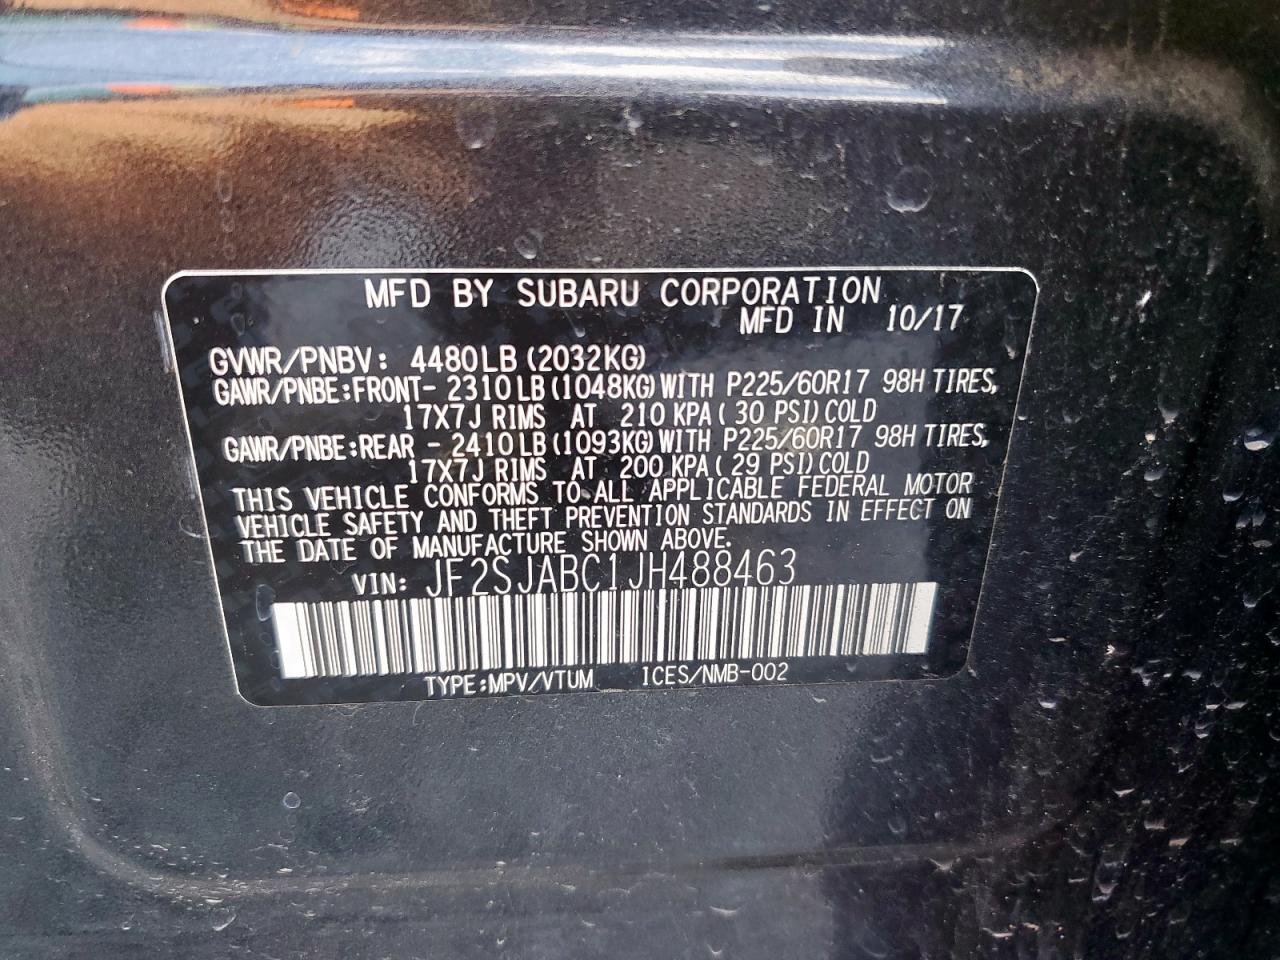 MFD BY SUBARU CORPORATION
MFD IN 10/17
GVWR/PNBV: 4480LB (2032KG)
GAWR/PNBE:FRONT- 2310LB (1048KG) WITH P225/60R17 98H TIRES,
17X7J RIMS AT 210 KPA ( 30 PSI) COLD
GAWR/PNBE:REAR - 2410LB (1093KG) WITH P225/60R17 98H TIRES,
17X7J RIMS AT 200 KPA ( 29 PSI) COLD
THIS VEHICLE CONFORMS TO ALL APPLICABLE FEDERAL MOTOR
VEHICLE SAFETY AND THEFT PREVENTION STANDARDS IN EFFECT ON
THE DATE OF MANUFACTURE SHOWN ABOVE.
VIN: JF2SJABC1JH488463
TYPE:MPV/VTUM ICES/NMB-002